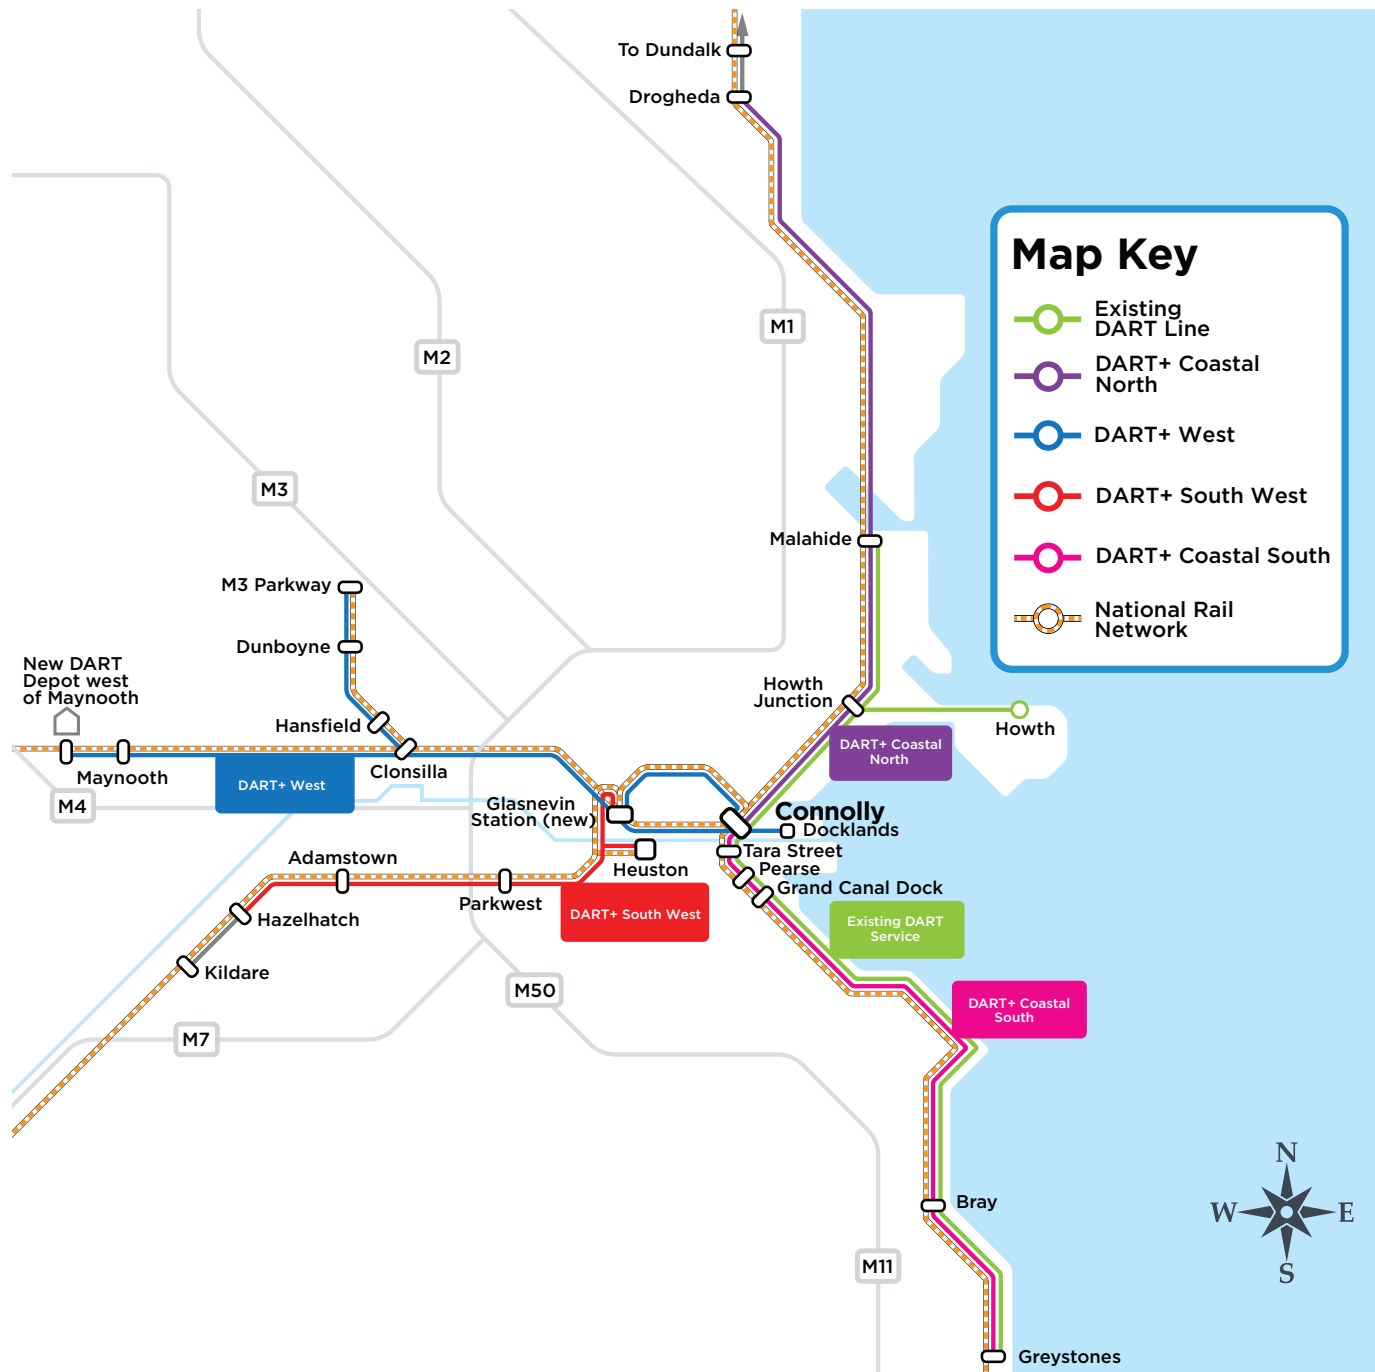 To Dundalk
Drogheda
Map Key
Existing
DART Line
DART+ Coastal
North
DART+ West
DART+ South West
DART+ Coastal South
National Rail
Network
M1
M2
M3
Malahide
M3 Parkway
Dunboyne
New DART
Depot west
of Maynooth
Hansfield
Howth
Junction
Howth
Maynooth
Clonsilla
DART+ Coastal
North
DART+ West
M4
Glasnevin
Station (new)
Connolly
Docklands
Tara Street
Pearse
Grand Canal Dock
Heuston
Adamstown
Parkwest
Hazelhatch
Kildare
DART+ South West
Existing DART
Service
DART+ Coastal
South
M50
M7
Bray
M11
Greystones
N
W
E
S